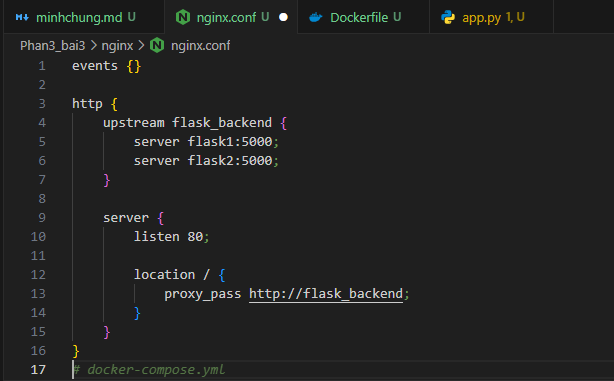 minhchung.md U nginx.conf U Dockerfile U app.py 1, U
Phan3_bai3 > nginx > nginx.conf
1 events {}
2
3 http {
4 upstream flask_backend {
5 server flask1:5000;
6 server flask2:5000;
7 }
8
9 server {
10 listen 80;
11
12 location / {
13 proxy_pass http://flask_backend;
14 }
15 }
16 }
17 # docker-compose.yml